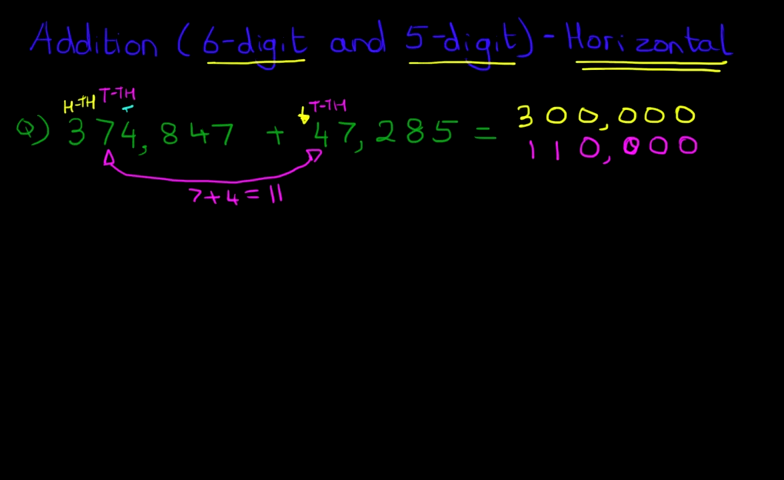 Addition (6-digit and 5-digit) - Horizontal
H-TH T-TH T T-TH
Q) 374,847 + 47,285 = 300,000
110,000
7+4=11